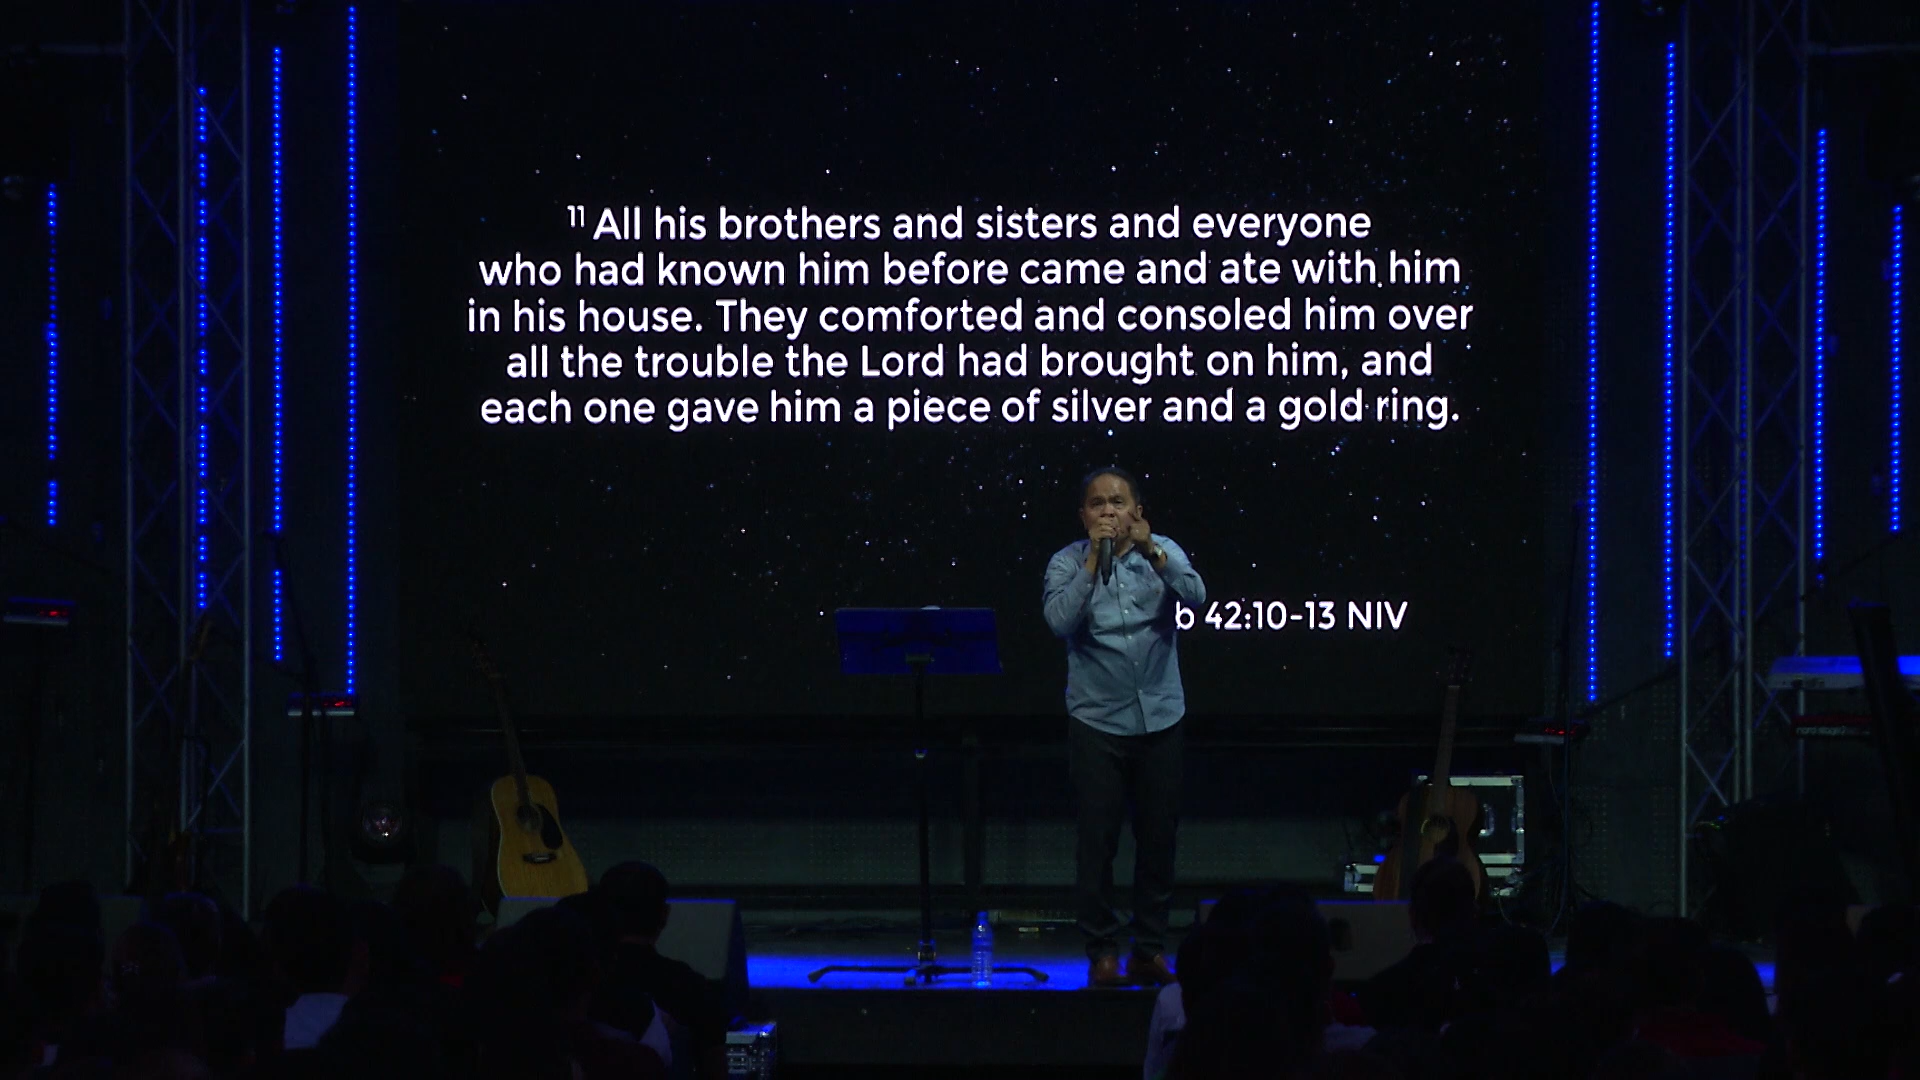 11 All his brothers and sisters and everyone
who had known him before came and ate with him
in his house. They comforted and consoled him over
all the trouble the Lord had brought on him, and
each one gave him a piece of silver and a gold ring.
b 42:10-13 NIV